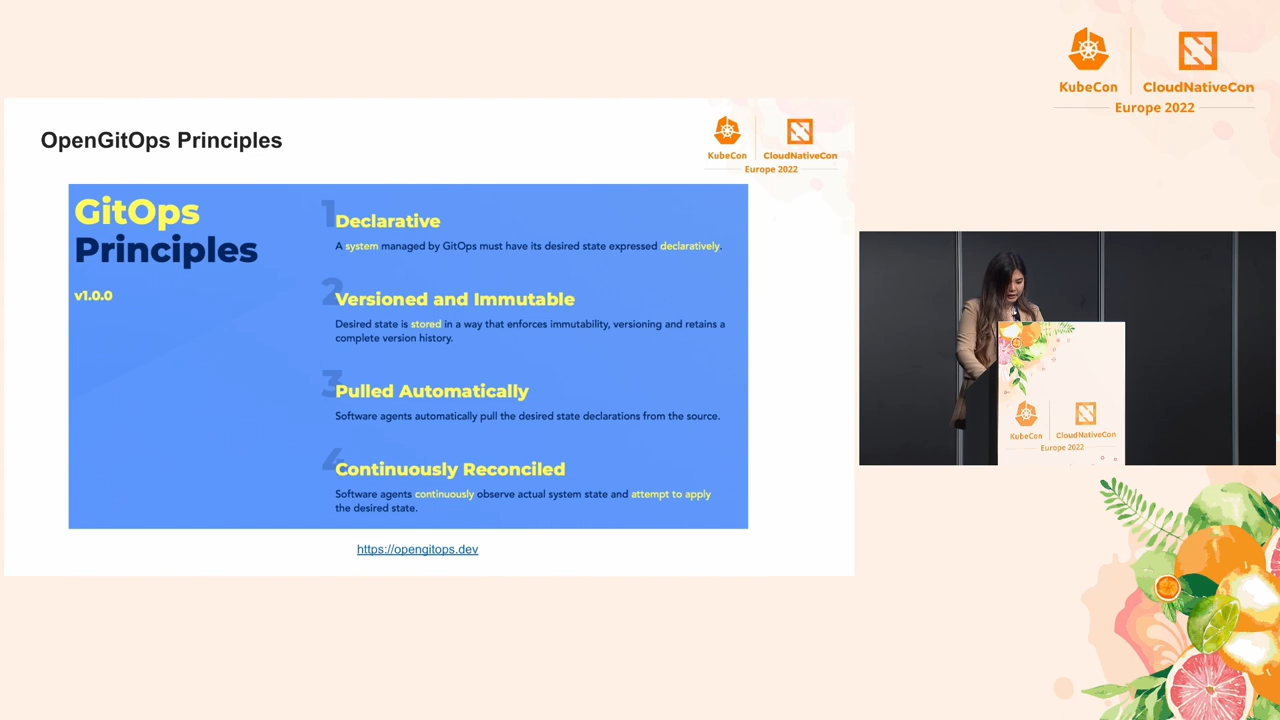 KubeCon
CloudNativeCon
Europe 2022
OpenGitOps Principles
KubeCon
CloudNativeCon
Europe 2022
GitOps
Principles
v1.0.0
1
Declarative
A system managed by GitOps must have its desired state expressed declaratively.
2
Versioned and Immutable
Desired state is stored in a way that enforces immutability, versioning and retains a
complete version history.
3
Pulled Automatically
Software agents automatically pull the desired state declarations from the source.
4
Continuously Reconciled
Software agents continuously observe actual system state and attempt to apply
the desired state.
https://opengitops.dev
KubeCon
CloudNativeCon
Europe 2022